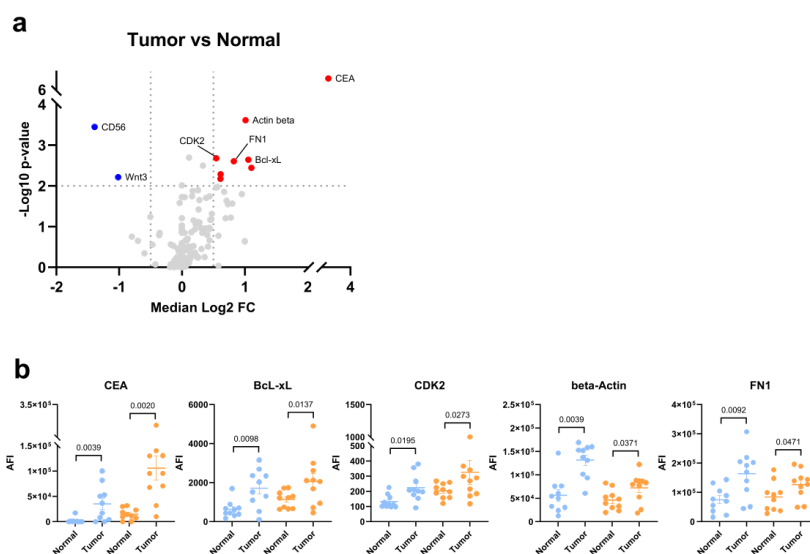 a
Tumor vs Normal
-Log10 p-value
6
4
3
2
1
0
CEA
Actin beta
CD56
CDK2
FN1
Bcl-xL
Wnt3
-2 -1 0 1 2 4
Median Log2 FC
b
CEA
AFI
3.5×10⁵
1.5×10⁵
1×10⁵
5×10⁴
0
0.0039
0.0020
Normal Tumor Normal Tumor
BcL-xL
AFI
6000
4000
2000
0
0.0098
0.0137
Normal Tumor Normal Tumor
CDK2
AFI
1500
1000
500
400
300
200
100
0
0.0195
0.0273
Normal Tumor Normal Tumor
beta-Actin
AFI
2.5×10⁵
2×10⁵
1.5×10⁵
1×10⁵
5×10⁴
0
0.0039
0.0371
Normal Tumor Normal Tumor
FN1
AFI
4×10⁵
3×10⁵
2×10⁵
1×10⁵
0
0.0092
0.0471
Normal Tumor Normal Tumor